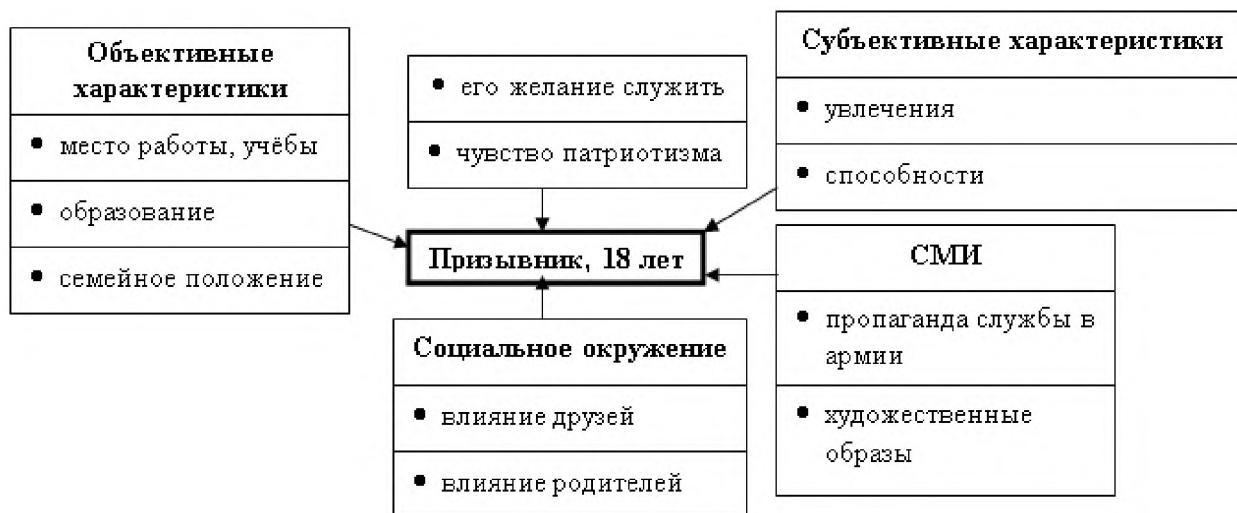 Объективные
характеристики
• место работы, учёбы
• образование
• семейное положение
• его желание служить
• чувство патриотизма
Субъективные характеристики
• увлечения
• способности
Призывник, 18 лет
Социальное окружение
• влияние друзей
• влияние родителей
СМИ
• пропаганда службы в
армии
• художественные
образы